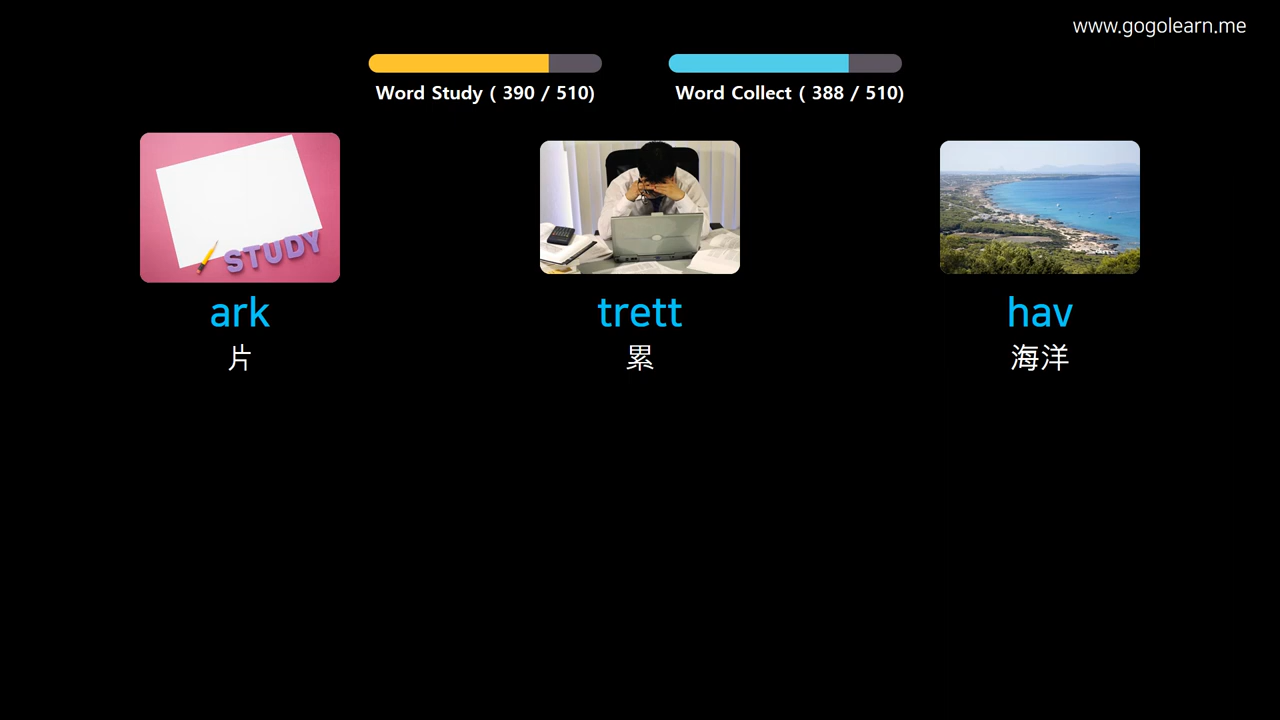 www.gogolearn.me
Word Study ( 390 / 510)
Word Collect ( 388 / 510)
STUDY
ark
trett
hav
片
累
海洋